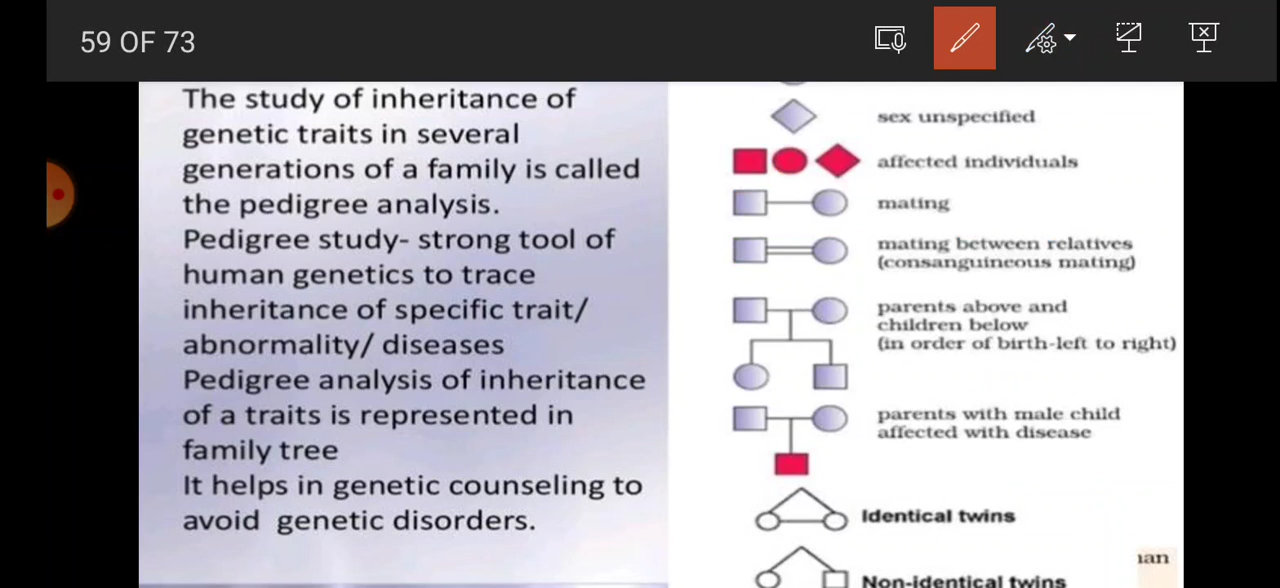 59 OF 73
The study of inheritance of
genetic traits in several
generations of a family is called
the pedigree analysis.
Pedigree study- strong tool of
human genetics to trace
inheritance of specific trait/
abnormality/ diseases
Pedigree analysis of inheritance
of a traits is represented in
family tree
It helps in genetic counseling to
avoid genetic disorders.
sex unspecified
affected individuals
mating
mating between relatives
(consanguineous mating)
parents above and
children below
(in order of birth-left to right)
parents with male child
affected with disease
Identical twins
Non-identical twins